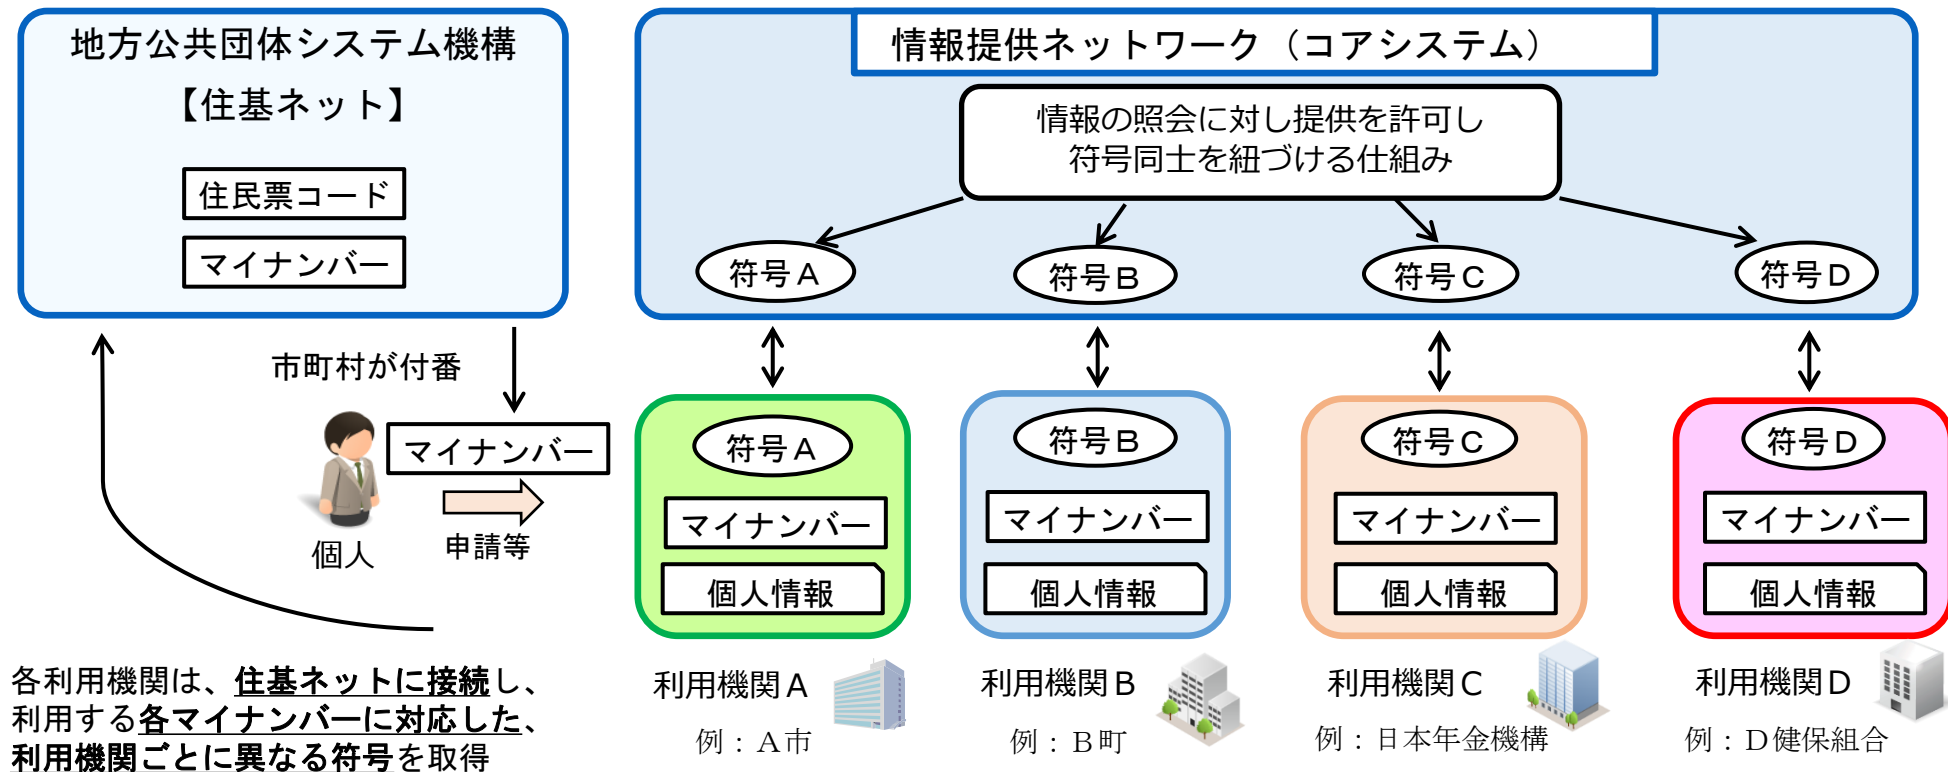 地方公共団体システム機構
【住基ネット】
住民票コード
マイナンバー
市町村が付番
マイナンバー
個人
申請等
各利用機関は、住基ネットに接続し、
利用する各マイナンバーに対応した、
利用機関ごとに異なる符号を取得
情報提供ネットワーク（コアシステム）
情報の照会に対し提供を許可し
符号同士を紐づける仕組み
符号A
符号B
符号C
符号D
符号A
マイナンバー
個人情報
利用機関A
例：A市
符号B
マイナンバー
個人情報
利用機関B
例：B町
符号C
マイナンバー
個人情報
利用機関C
例：日本年金機構
符号D
マイナンバー
個人情報
利用機関D
例：D健保組合